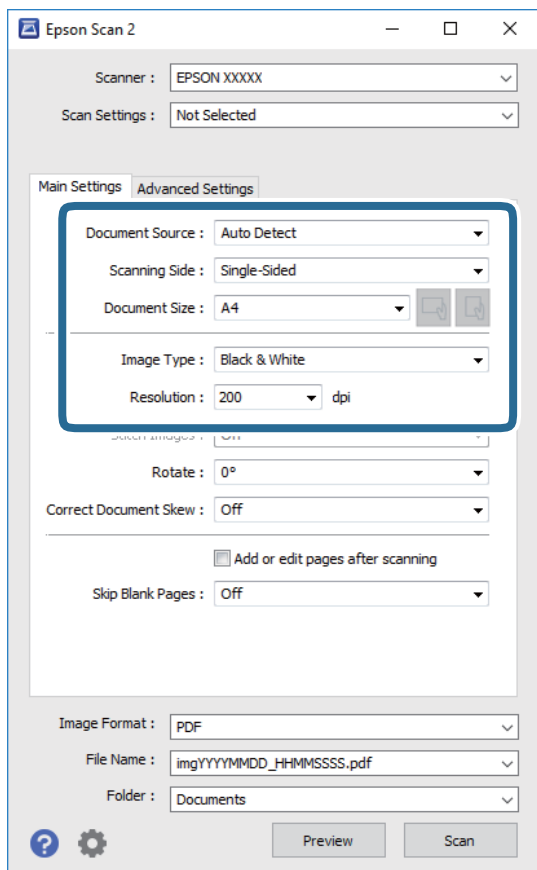 Epson Scan 2
Scanner : EPSON XXXXX
Scan Settings : Not Selected
Main Settings Advanced Settings
Document Source : Auto Detect
Scanning Side : Single-Sided
Document Size : A4
Image Type : Black & White
Resolution : 200 dpi
Stitch Images : Off
Rotate : 0°
Correct Document Skew : Off
Add or edit pages after scanning
Skip Blank Pages : Off
Image Format : PDF
File Name : imgYYYYMMDD_HHMMSSSS.pdf
Folder : Documents
? Preview Scan